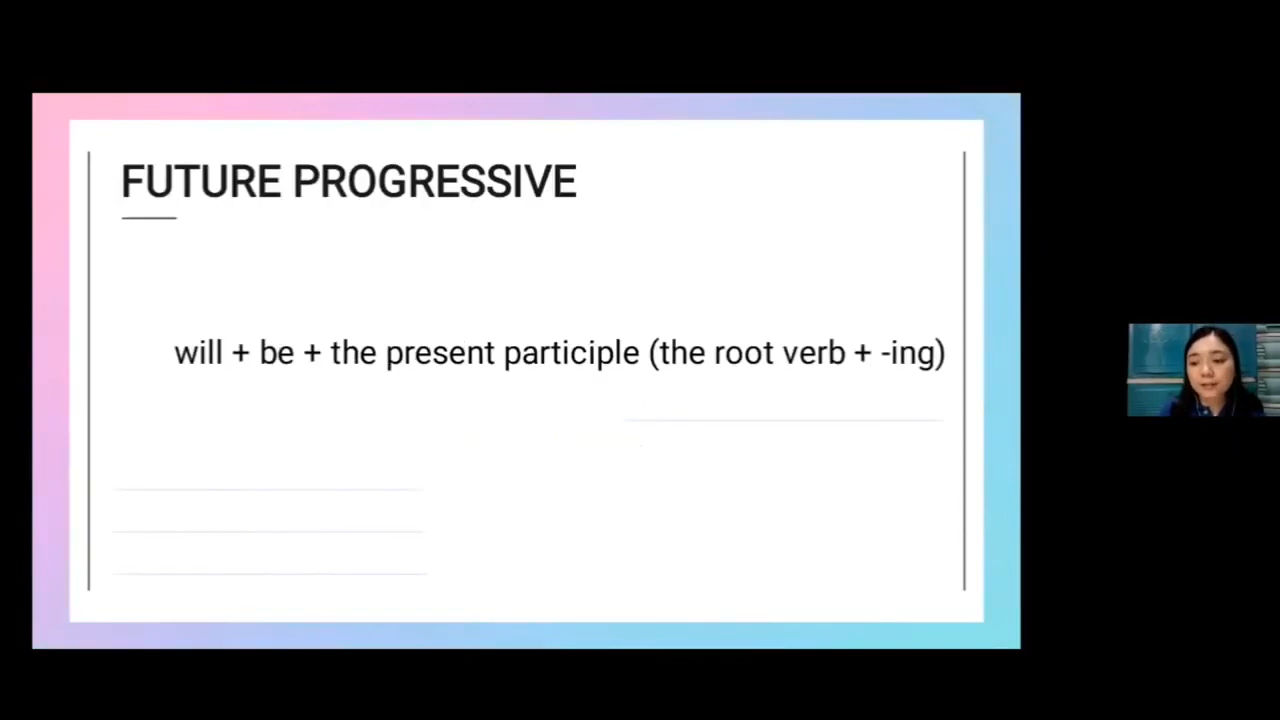 FUTURE PROGRESSIVE
will + be + the present participle (the root verb + -ing)